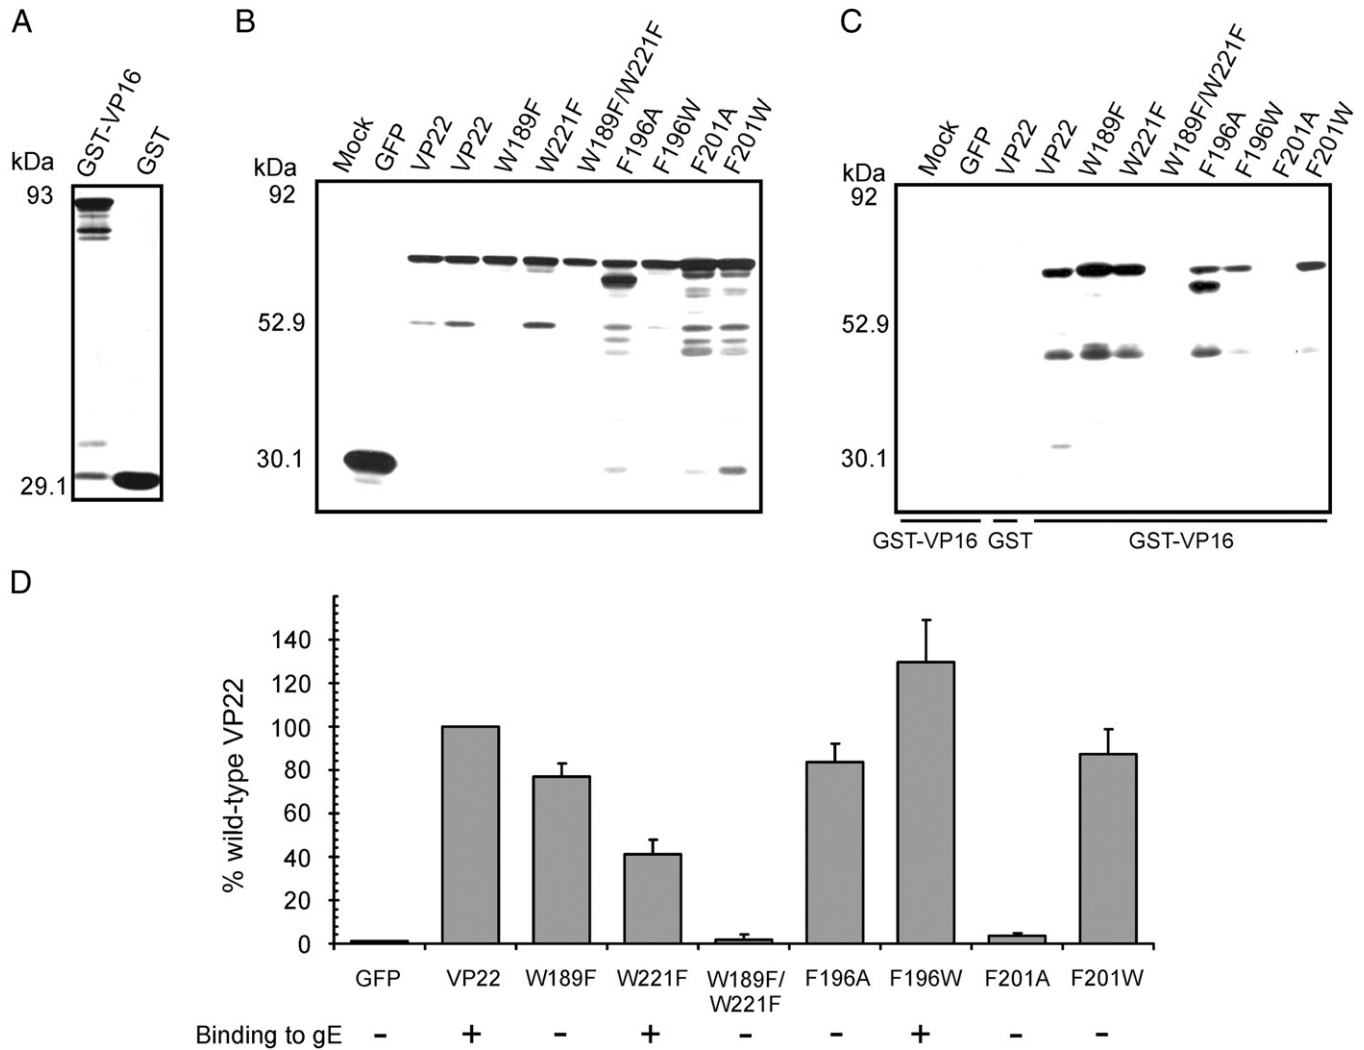 A
kDa
GST-VP16
GST
93
29.1
B
kDa
Mock
GFP
VP22
VP22
W189F
W221F
W189F/W221F
F196A
F196W
F201A
F201W
92
52.9
30.1
C
kDa
Mock
GFP
VP22
VP22
W189F
W221F
W189F/W221F
F196A
F196W
F201A
F201W
92
52.9
30.1
GST-VP16 GST GST-VP16
D
% wild-type VP22
140
120
100
80
60
40
20
0
GFP VP22 W189F W221F W189F/ F196A F196W F201A F201W
W221F
Binding to gE - + - + - - + - -